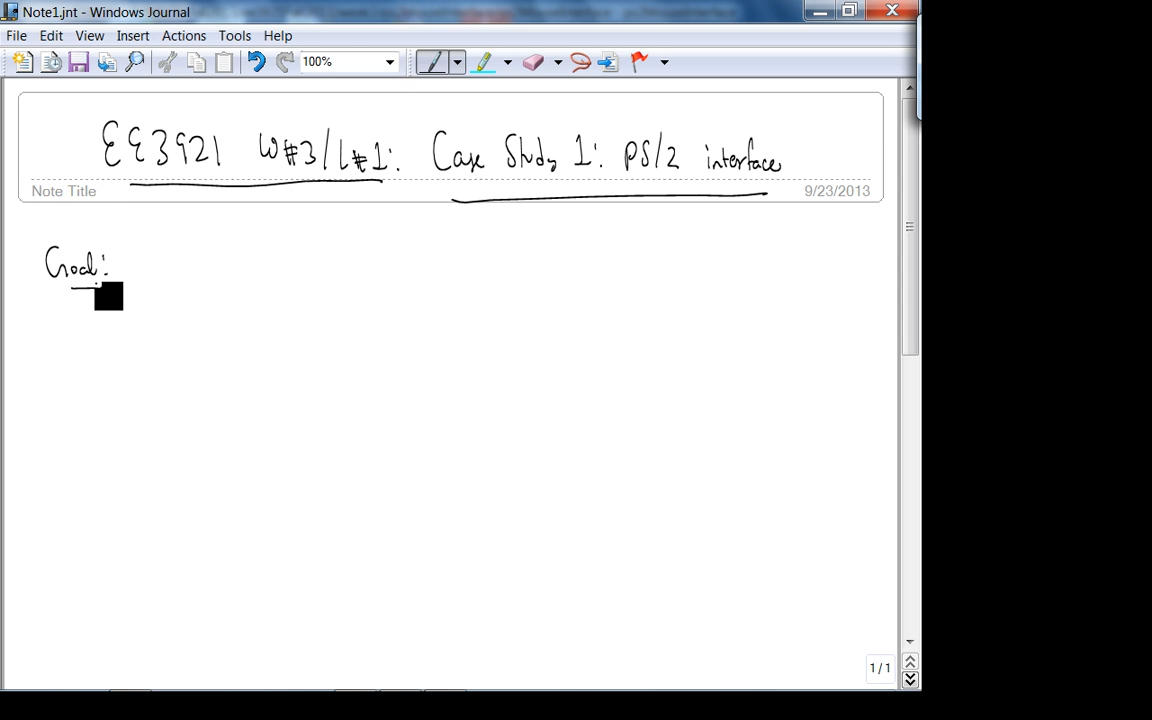 Note1.jnt - Windows Journal
File Edit View Insert Actions Tools Help
100%
EE3921 W#3/L#1: Case Study 1: PS/2 interface
Note Title 9/23/2013
Goal:
1/1